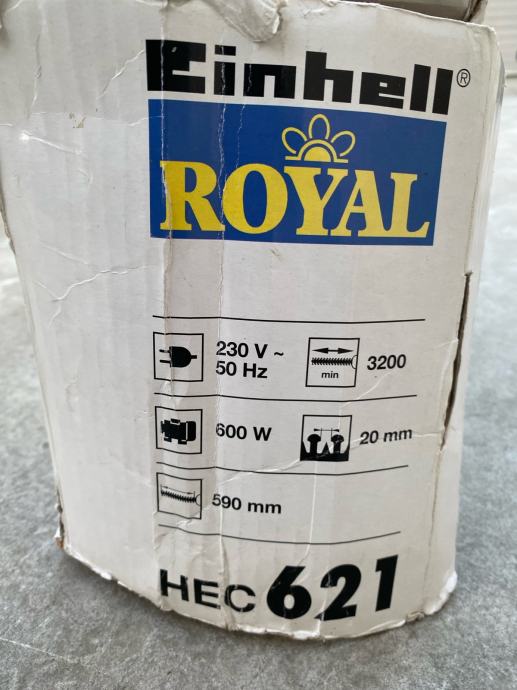 Einhell®
ROYAL
230 V ~
50 Hz
min
3200
600 W
20 mm
590 mm
HEC 621